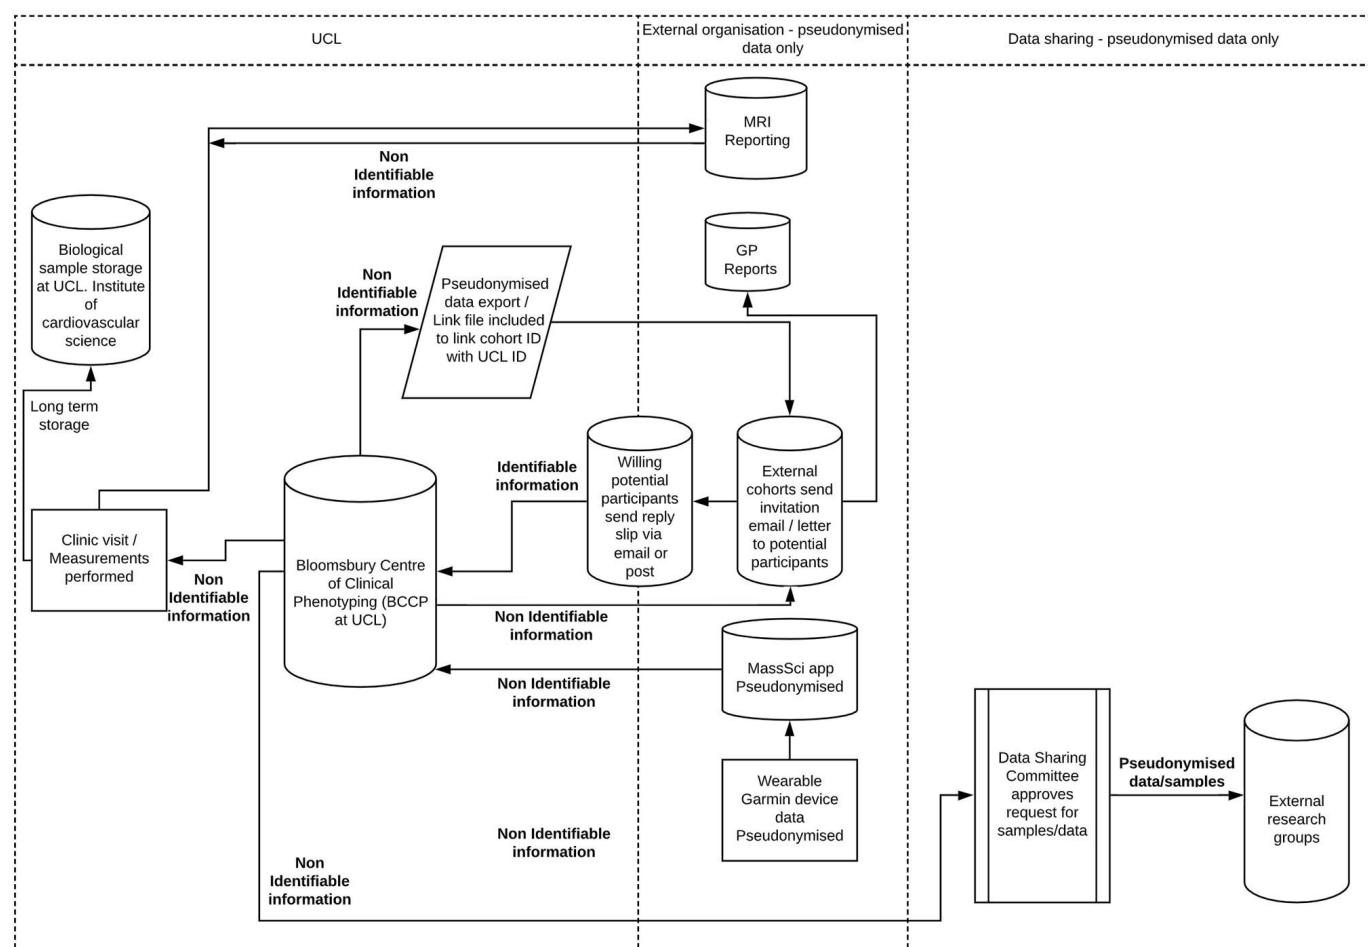 UCL
External organisation - pseudonymised
data only
Data sharing - pseudonymised data only
MRI
Reporting
Non
Identifiable
information
Biological
sample storage
at UCL. Institute
of
cardiovascular
science
GP
Reports
Non
Identifiable
information
Pseudonymised
data export /
Link file included
to link cohort ID
with UCL ID
Long term
storage
Identifiable
information
Willing
potential
participants
send reply
slip via
email or
post
External
cohorts send
invitation
email / letter
to potential
participants
Clinic visit /
Measurements
performed
Non
Identifiable
information
Bloomsbury Centre
of Clinical
Phenotyping (BCCP
at UCL)
Non Identifiable
information
MassSci app
Pseudonymised
Non Identifiable
information
Wearable
Garmin device
data
Pseudonymised
Non Identifiable
information
Data Sharing
Committee
approves
request for
samples/data
Pseudonymised
data/samples
External
research
groups
Non
Identifiable
information